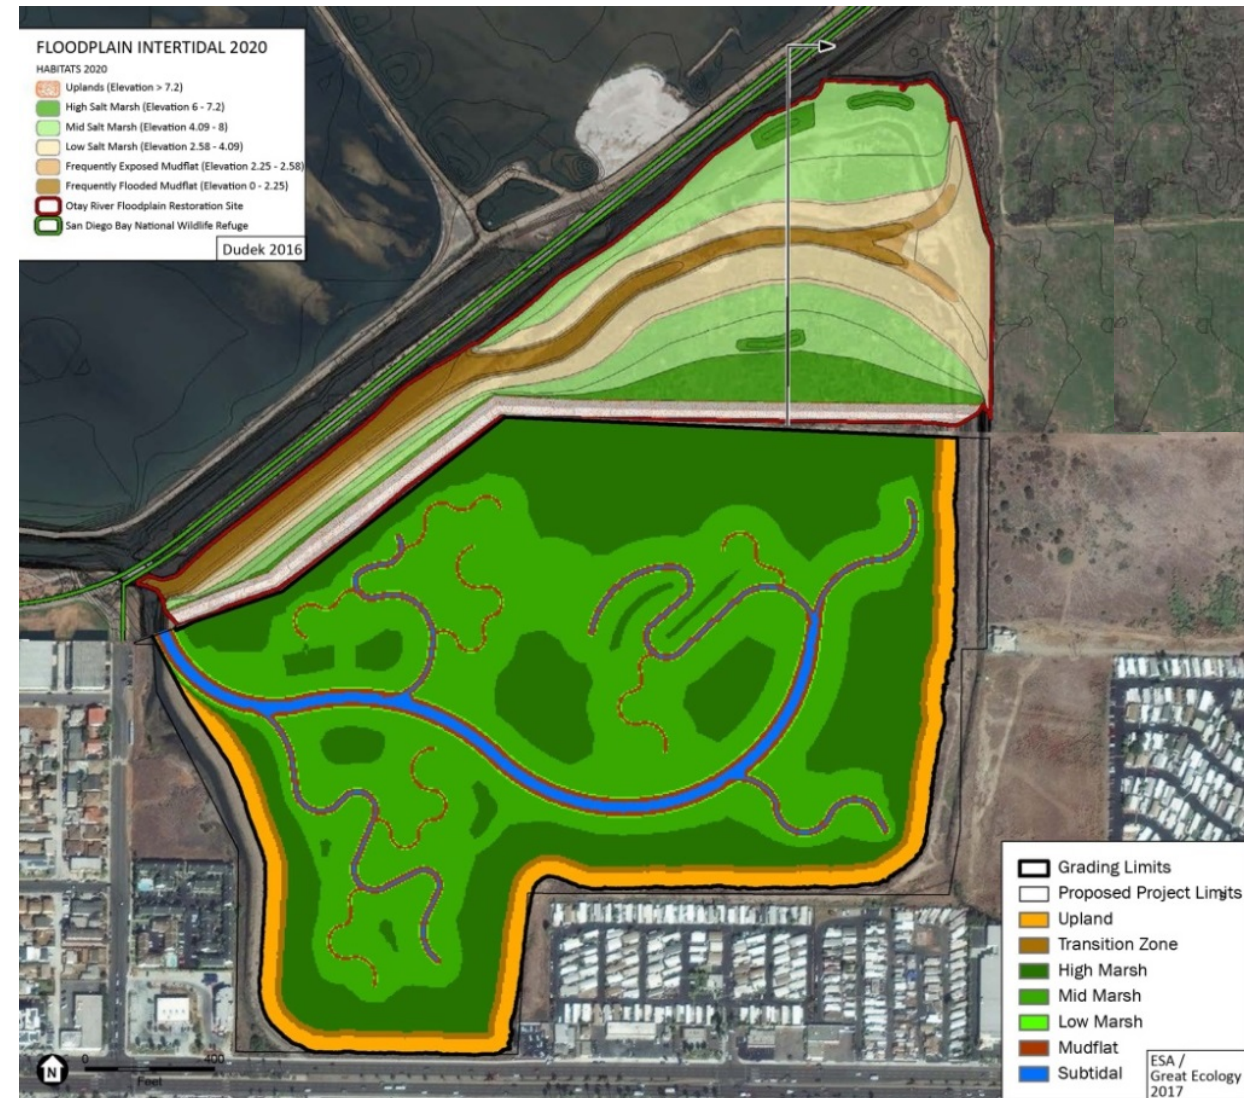 FLOODPLAIN INTERTIDAL 2020
HABITATS 2020
Uplands (Elevation > 7.2)
High Salt Marsh (Elevation 6 - 7.2)
Mid Salt Marsh (Elevation 4.09 - 8)
Low Salt Marsh (Elevation 2.58 - 4.09)
Frequently Exposed Mudflat (Elevation 2.25 - 2.58)
Frequently Flooded Mudflat (Elevation 0 - 2.25)
Otay River Floodplain Restoration Site
San Diego Bay National Wildlife Refuge
Dudek 2016
Grading Limits
Proposed Project Limits
Upland
Transition Zone
High Marsh
Mid Marsh
Low Marsh
Mudflat
Subtidal
ESA /
Great Ecology
2017
N
0 400
Feet